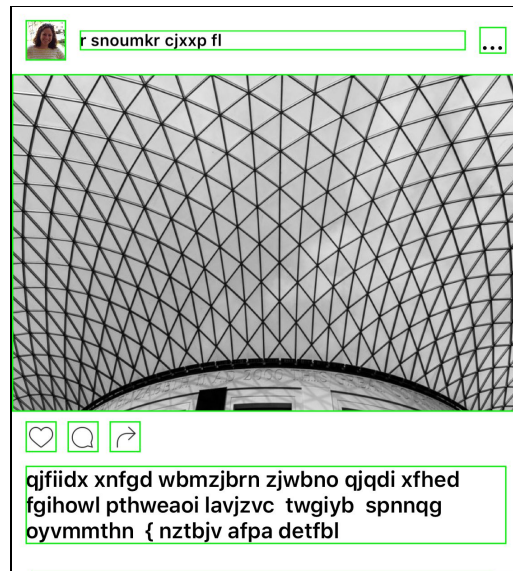 r snoumkr cjxxp fl
...
qjfiidx xnfgd wbmzjbrn zjwbno qjqdi xfhed
fgihowl pthweaoi lavjzvc  twgiyb  spnnqg
oyvmmthn  { nztbjv afpa detfbl